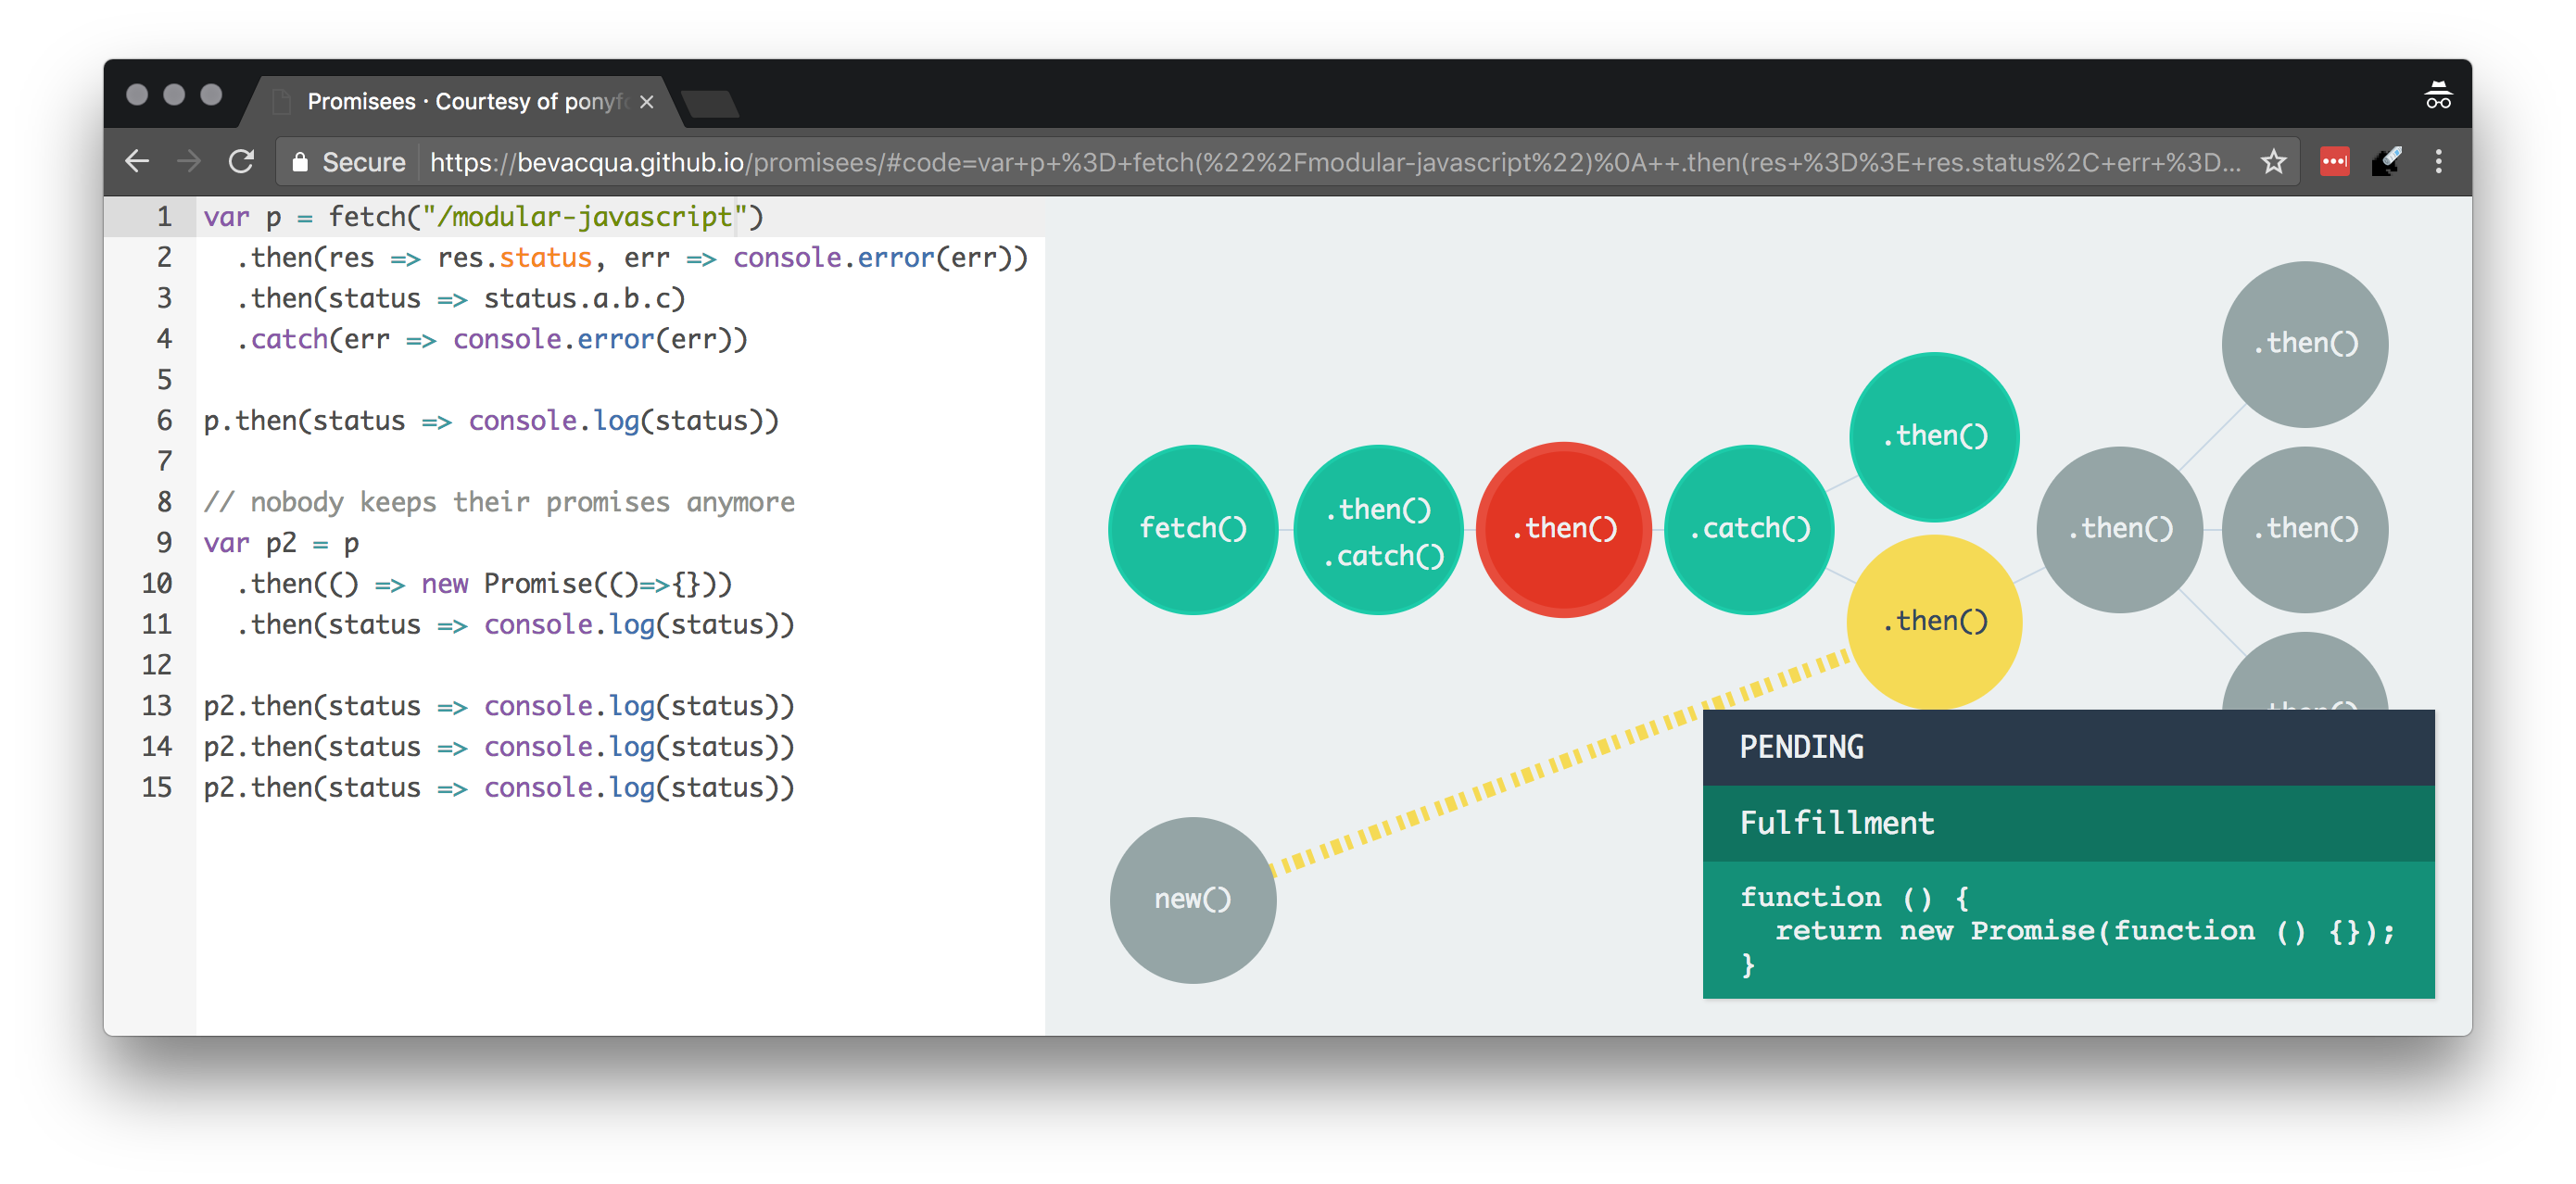 Promisees · Courtesy of ponyf
Secure https://bevacqua.github.io/promisees/#code=var+p+%3D+fetch(%22%2Fmodular-javascript%22)%0A++.then(res+%3D%3E+res.status%2C+err+%3D...
1 var p = fetch("/modular-javascript")
2   .then(res => res.status, err => console.error(err))
3   .then(status => status.a.b.c)
4   .catch(err => console.error(err))
5
6 p.then(status => console.log(status))
7
8 // nobody keeps their promises anymore
9 var p2 = p
10   .then(() => new Promise(()=>{}))
11   .then(status => console.log(status))
12
13 p2.then(status => console.log(status))
14 p2.then(status => console.log(status))
15 p2.then(status => console.log(status))
fetch()
.then()
.catch()
.then()
.catch()
.then()
.then()
.then()
.then()
.then()
.then()
new()
PENDING
Fulfillment
function () {
  return new Promise(function () {});
}